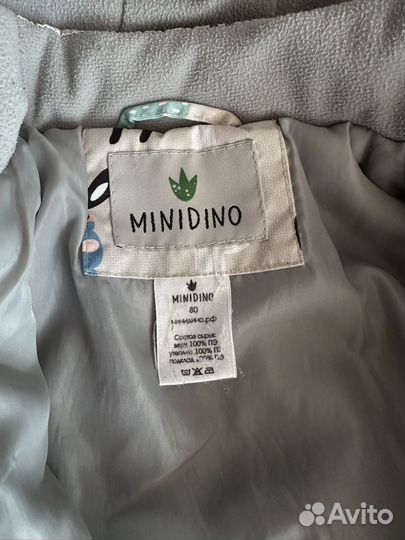 MINIDINO
MINIDINO
80
минидино.рф
Состав сырья:
верх 100% ПЭ
утеплит. 100% ПЭ
подклад 100% ПЭ
Avito